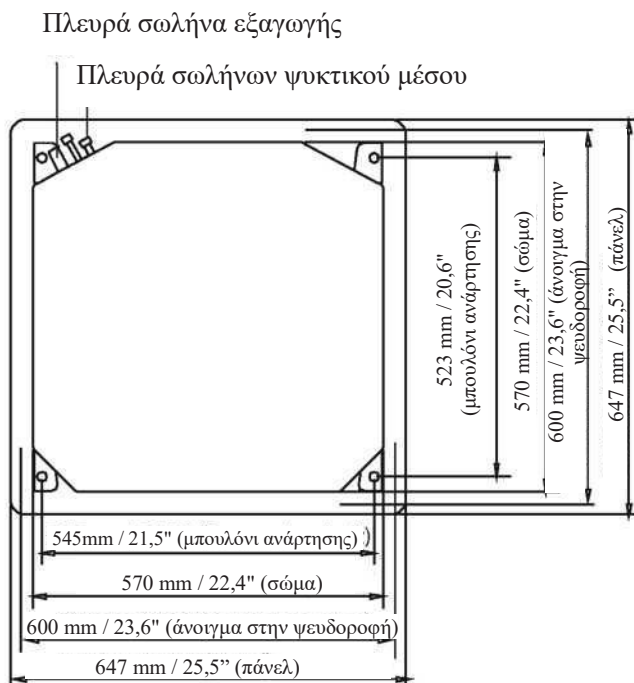 Πλευρά σωλήνα εξαγωγής
Πλευρά σωλήνων ψυκτικού μέσου
523 mm / 20,6"
(μπουλόνι ανάρτησης)
570 mm / 22,4" (σώμα)
600 mm / 23,6" (άνοιγμα στην
ψευδοροφή)
647 mm / 25,5” (πάνελ)
545mm / 21,5" (μπουλόνι ανάρτησης)
570 mm / 22,4" (σώμα)
600 mm / 23,6" (άνοιγμα στην ψευδοροφή)
647 mm / 25,5” (πάνελ)